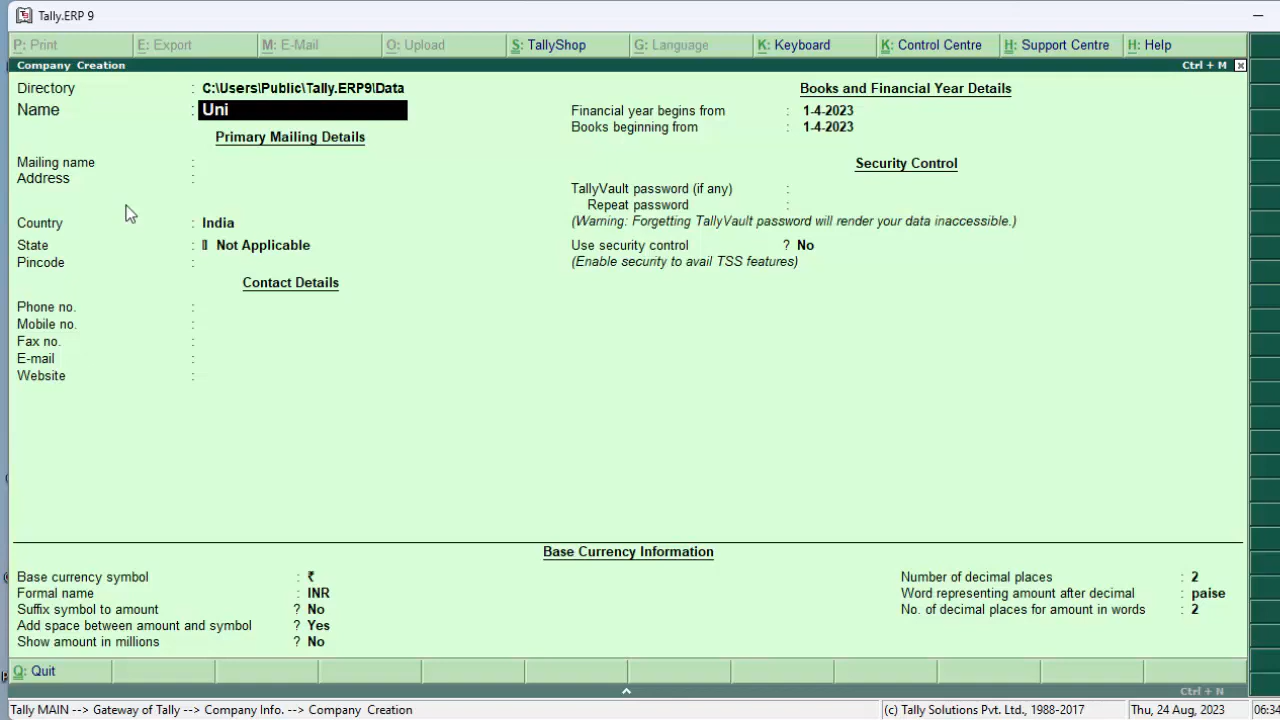 Tally.ERP 9
P: Print E: Export M: E-Mail O: Upload S: TallyShop G: Language K: Keyboard K: Control Centre H: Support Centre H: Help
Company Creation Ctrl + M
Directory : C:\Users\Public\Tally.ERP9\Data
Name : Uni
Primary Mailing Details
Mailing name :
Address :
Country : India
State : Not Applicable
Pincode :
Contact Details
Phone no. :
Mobile no. :
Fax no. :
E-mail :
Website :
Books and Financial Year Details
Financial year begins from : 1-4-2023
Books beginning from : 1-4-2023
Security Control
TallyVault password (if any) :
Repeat password :
(Warning: Forgetting TallyVault password will render your data inaccessible.)
Use security control ? No
(Enable security to avail TSS features)
Base Currency Information
Base currency symbol : ₹
Formal name : INR
Suffix symbol to amount ? No
Add space between amount and symbol ? Yes
Show amount in millions ? No
Number of decimal places : 2
Word representing amount after decimal : paise
No. of decimal places for amount in words : 2
Q: Quit
Ctrl + N
Tally MAIN --> Gateway of Tally --> Company Info. --> Company Creation (c) Tally Solutions Pvt. Ltd., 1988-2017 Thu, 24 Aug, 2023 06:34